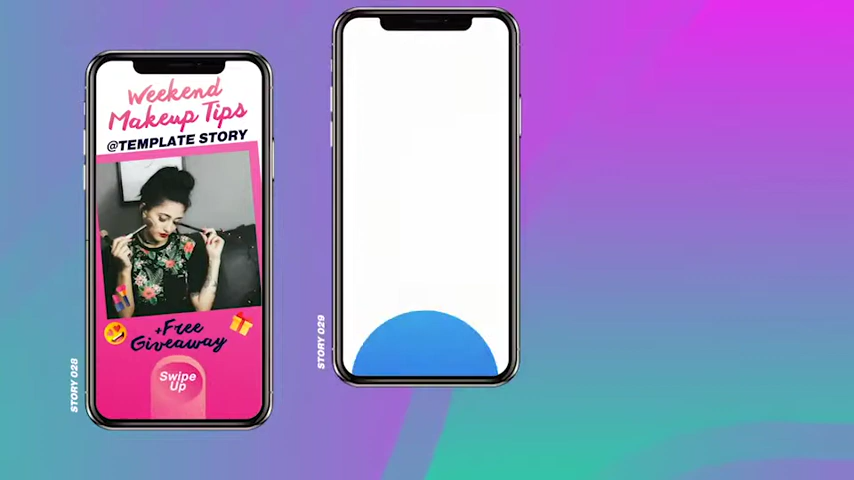 Weekend
Makeup Tips
@TEMPLATE STORY
+Free
Giveaway
Swipe
Up
STORY 028
STORY 029